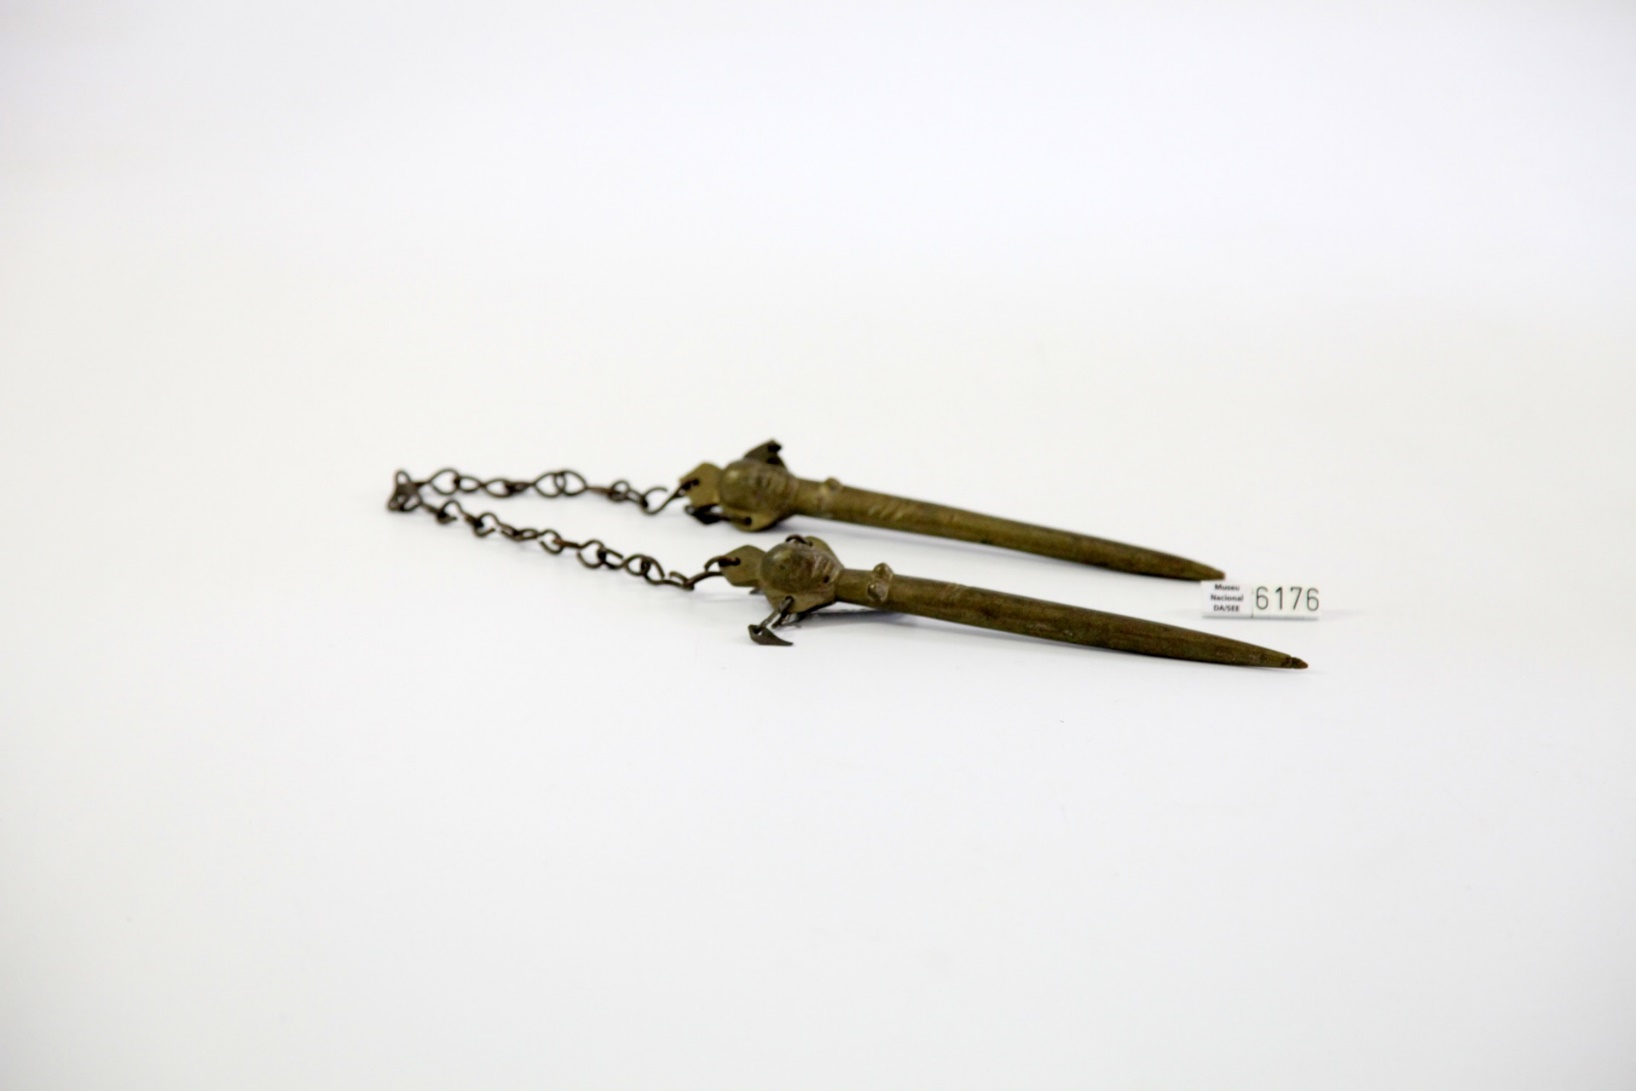 Museu
Nacional
DA/SEE
6176